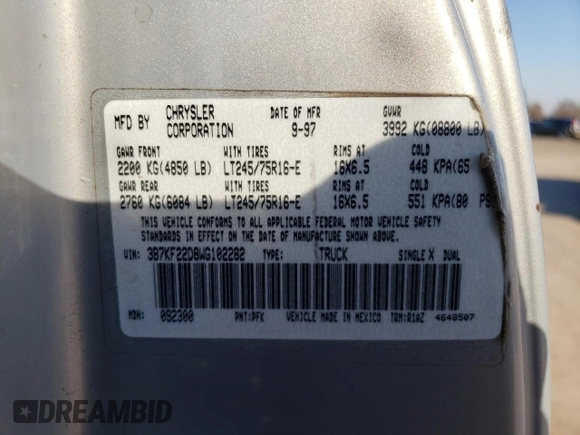 MFD BY CHRYSLER CORPORATION DATE OF MFR 9-97 GVWR 3992 KG(08800 LB)
GAWR FRONT WITH TIRES RIMS AT COLD
2200 KG(4850 LB) LT245/75R16-E 16X6.5 448 KPA(65
GAWR REAR WITH TIRES RIMS AT COLD
2760 KG(6084 LB) LT245/75R16-E 16X6.5 551 KPA(80 PS
THIS VEHICLE CONFORMS TO ALL APPLICABLE FEDERAL MOTOR VEHICLE SAFETY
STANDARDS IN EFFECT ON THE DATE OF MANUFACTURE SHOWN ABOVE.
VIN: 3B7KF22D8WG102282 TYPE: TRUCK SINGLE X DUAL
MDH: 092300 PNT:PFK VEHICLE MADE IN MEXICO TRM:R1AZ 4648507
DREAMBID